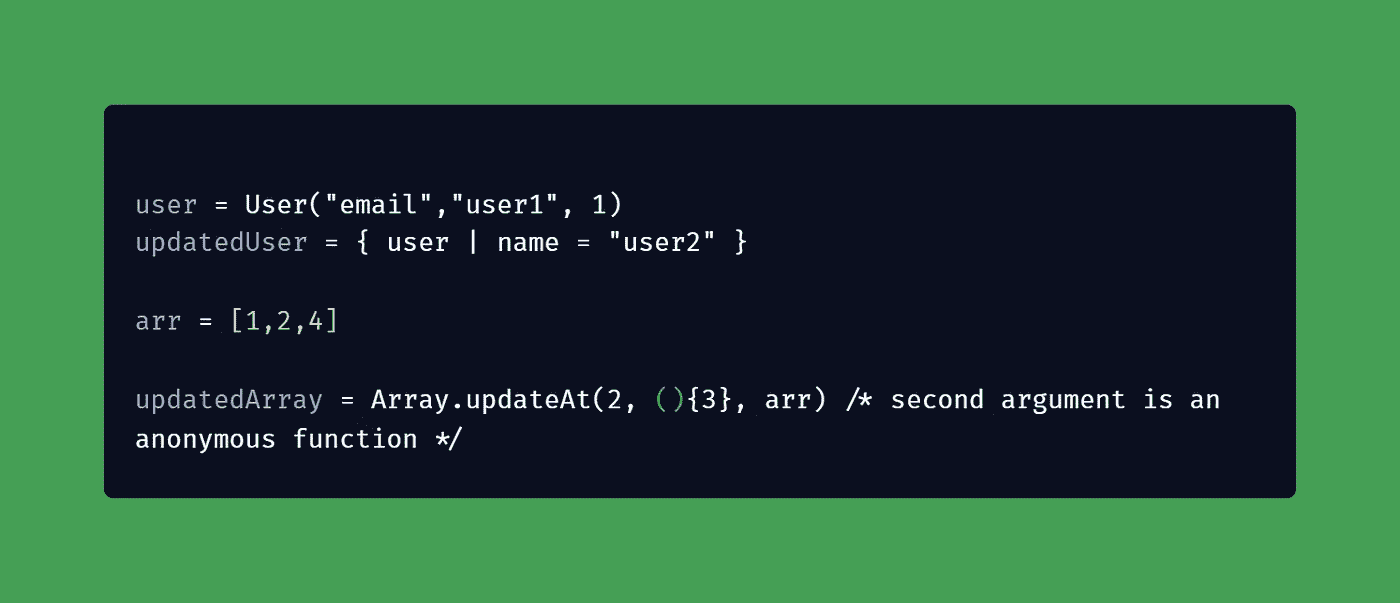 user = User("email","user1", 1)
updatedUser = { user | name = "user2" }
arr = [1,2,4]
updatedArray = Array.updateAt(2, (){3}, arr) /* second argument is an
anonymous function */